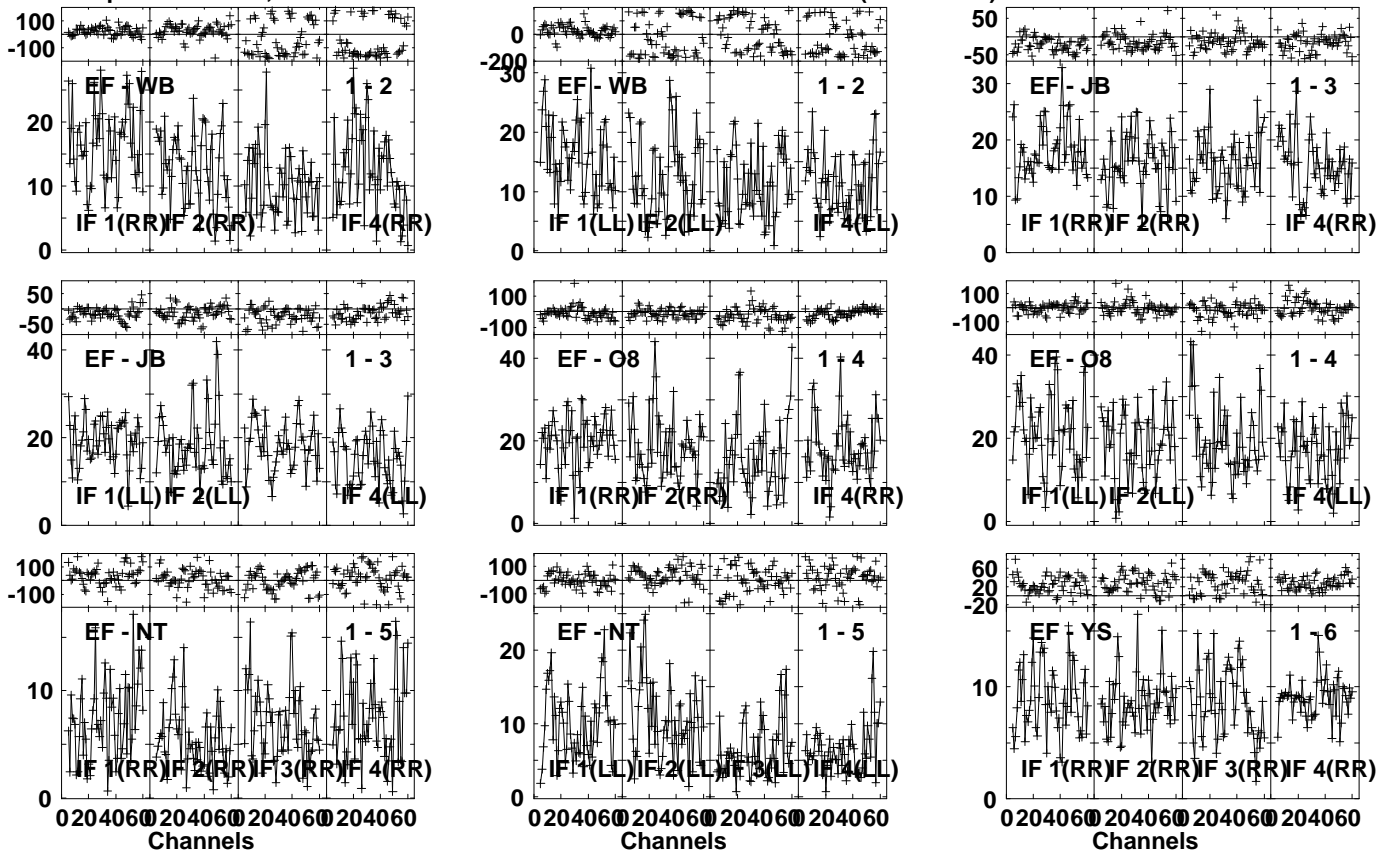 100
-100
EF - WB 1 - 2
20
10
0
IF 1(RR) IF 2(RR) IF 4(RR)
0
-200
30
EF - WB 1 - 2
20
10
0
IF 1(LL) IF 2(LL) IF 4(LL)
50
-50
30
EF - JB 1 - 3
20
10
0
IF 1(RR) IF 2(RR) IF 4(RR)
50
-50
40
EF - JB 1 - 3
20
0
IF 1(LL) IF 2(LL) IF 4(LL)
100
-100
40
EF - O8 1 - 4
20
0
IF 1(RR) IF 2(RR) IF 4(RR)
100
-100
40
EF - O8 1 - 4
20
0
IF 1(LL) IF 2(LL) IF 4(LL)
100
-100
EF - NT 1 - 5
10
0
IF 1(RR) IF 2(RR) IF 3(RR) IF 4(RR)
0 20 40 60 0 20 40 60 0 20 40 60 0 20 40 60
Channels
100
-100
EF - NT 1 - 5
20
10
0
IF 1(LL) IF 2(LL) IF 3(LL) IF 4(LL)
0 20 40 60 0 20 40 60 0 20 40 60 0 20 40 60
Channels
60
20
-20
EF - YS 1 - 6
10
0
IF 1(RR) IF 2(RR) IF 3(RR) IF 4(RR)
0 20 40 60 0 20 40 60 0 20 40 60 0 20 40 60
Channels